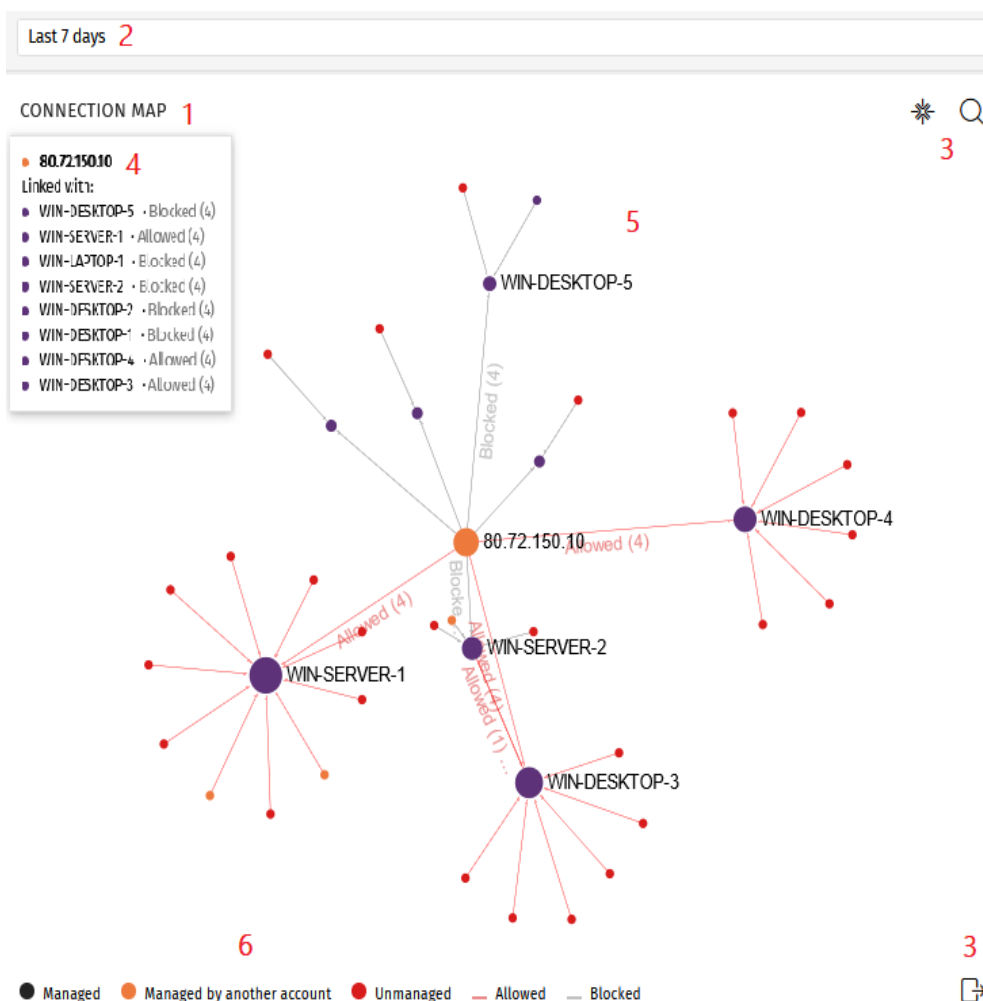 Last 7 days 2
CONNECTION MAP 1
3
80.72.150.10 4
Linked with:
WIN-DESKTOP-5 · Blocked (4)
WIN-SERVER-1 · Allowed (4)
WIN-LAPTOP-1 · Blocked (4)
WIN-SERVER-2 · Blocked (4)
WIN-DESKTOP-2 · Blocked (4)
WIN-DESKTOP-1 · Blocked (4)
WIN-DESKTOP-4 · Allowed (4)
WIN-DESKTOP-3 · Allowed (4)
5
WIN-DESKTOP-5
Blocked (4)
WIN-DESKTOP-4
80.72.150.10
Allowed (4)
Blocke...
Allowed (4)
WIN-SERVER-2
WIN-SERVER-1
Allowed (4)
Allowed (1) ...
WIN-DESKTOP-3
6
3
Managed Managed by another account Unmanaged Allowed Blocked